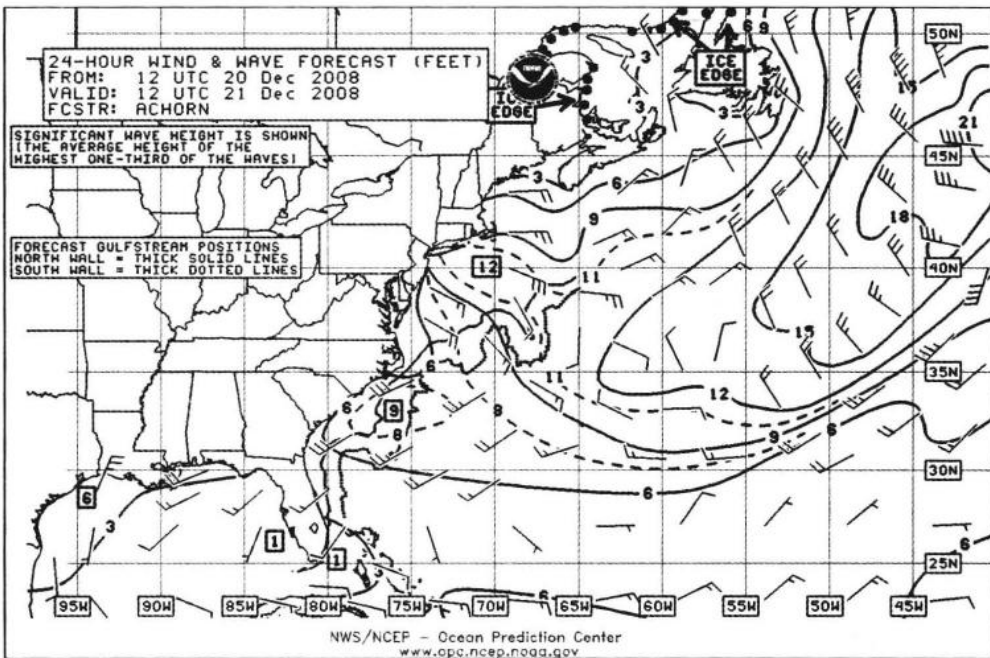 24-HOUR WIND & WAVE FORECAST (FEET)
FROM: 12 UTC 20 Dec 2008
VALID: 12 UTC 21 Dec 2008
FCSTR: ACHORN
SIGNIFICANT WAVE HEIGHT IS SHOWN
(THE AVERAGE HEIGHT OF THE
HIGHEST ONE-THIRD OF THE WAVES)
FORECAST GULFSTREAM POSITIONS
NORTH WALL = THICK SOLID LINES
SOUTH WALL = THICK DOTTED LINES
EDGE
ICE
EDGE
6
9
3
3
3
15
21
50N
45N
3
6
9
18
12
11
15
40N
6
11
12
35N
6
9
8
8
9
6
6
30N
6
3
1
1
3
6
6
25N
95W
90W
85W
80W
75W
70W
65W
60W
55W
50W
45W
NWS/NCEP – Ocean Prediction Center
www.opc.ncep.noaa.gov